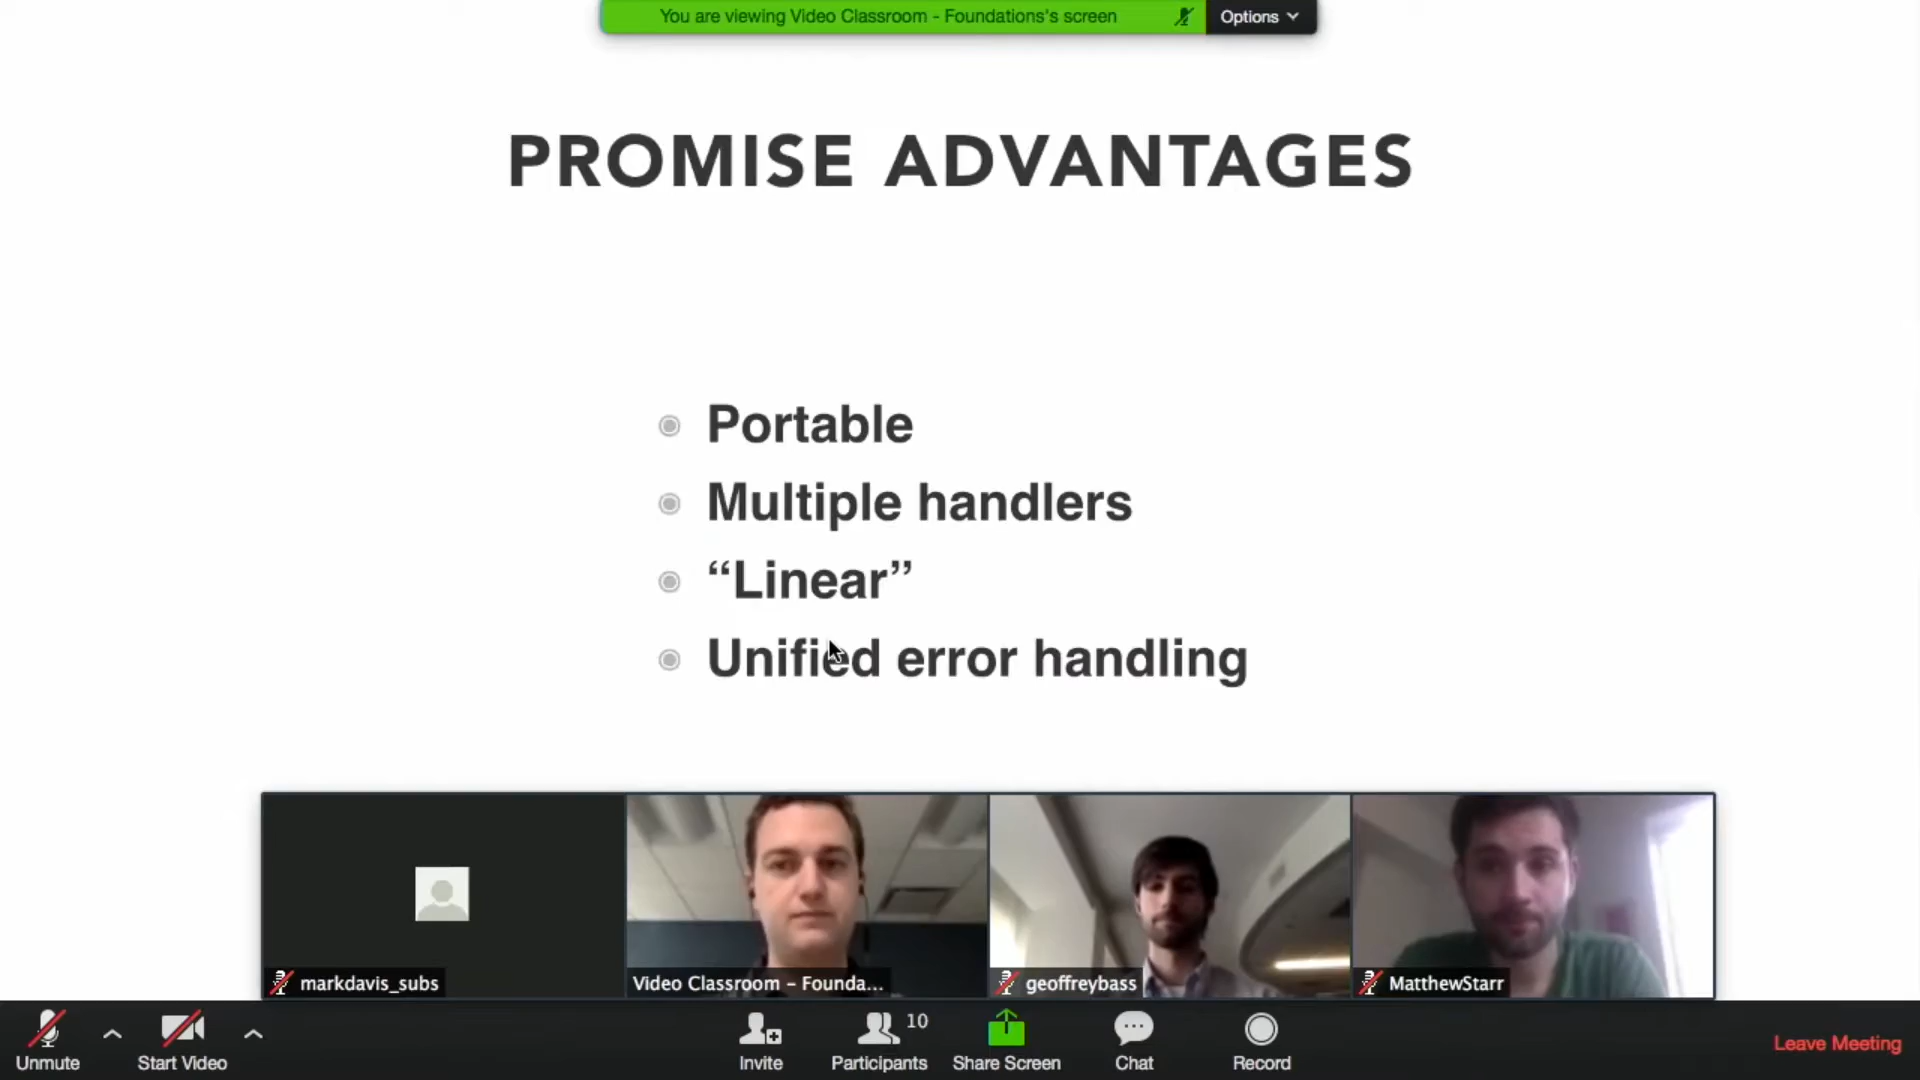 You are viewing Video Classroom - Foundations's screen
Options
PROMISE ADVANTAGES
Portable
Multiple handlers
“Linear”
Unified error handling
markdavis_subs
Video Classroom – Founda...
geoffreybass
MatthewStarr
Unmute
Start Video
Invite
10
Participants
Share Screen
Chat
Record
Leave Meeting